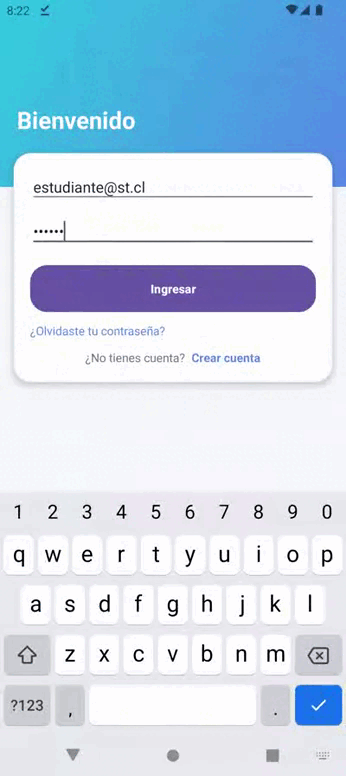 8:22
Bienvenido
estudiante@st.cl
••••••
Ingresar
¿Olvidaste tu contraseña?
¿No tienes cuenta? Crear cuenta
1 2 3 4 5 6 7 8 9 0
q w e r t y u i o p
a s d f g h j k l
z x c v b n m
?123 , .